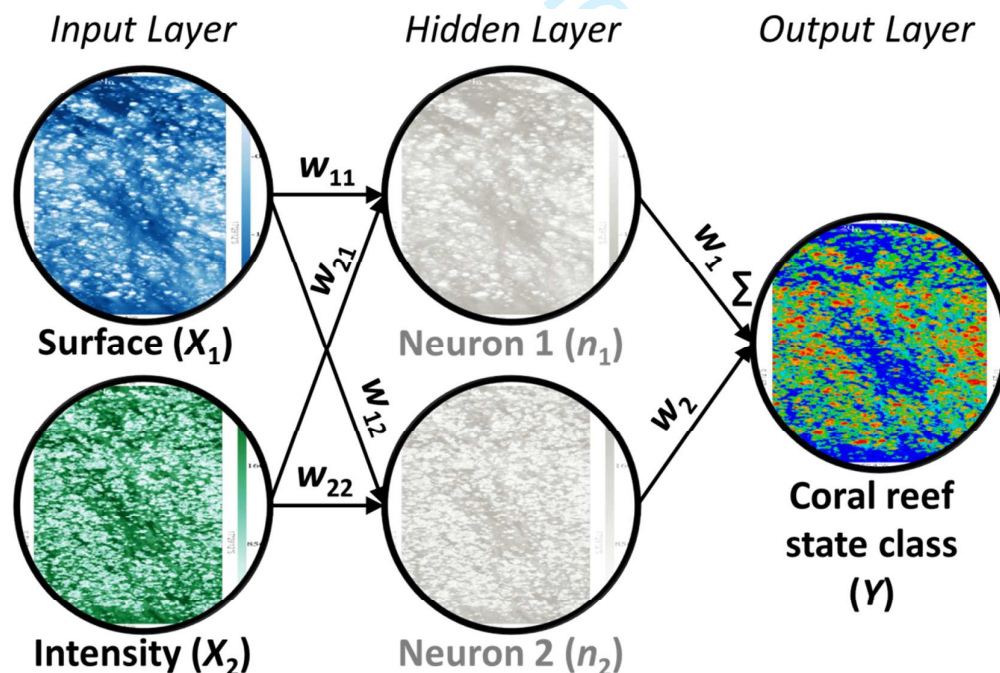 Input Layer
Hidden Layer
Output Layer
w11
w21
w12
w22
w1
Σ
w2
Surface (X1)
Neuron 1 (n1)
Intensity (X2)
Neuron 2 (n2)
Coral reef
state class
(Y)